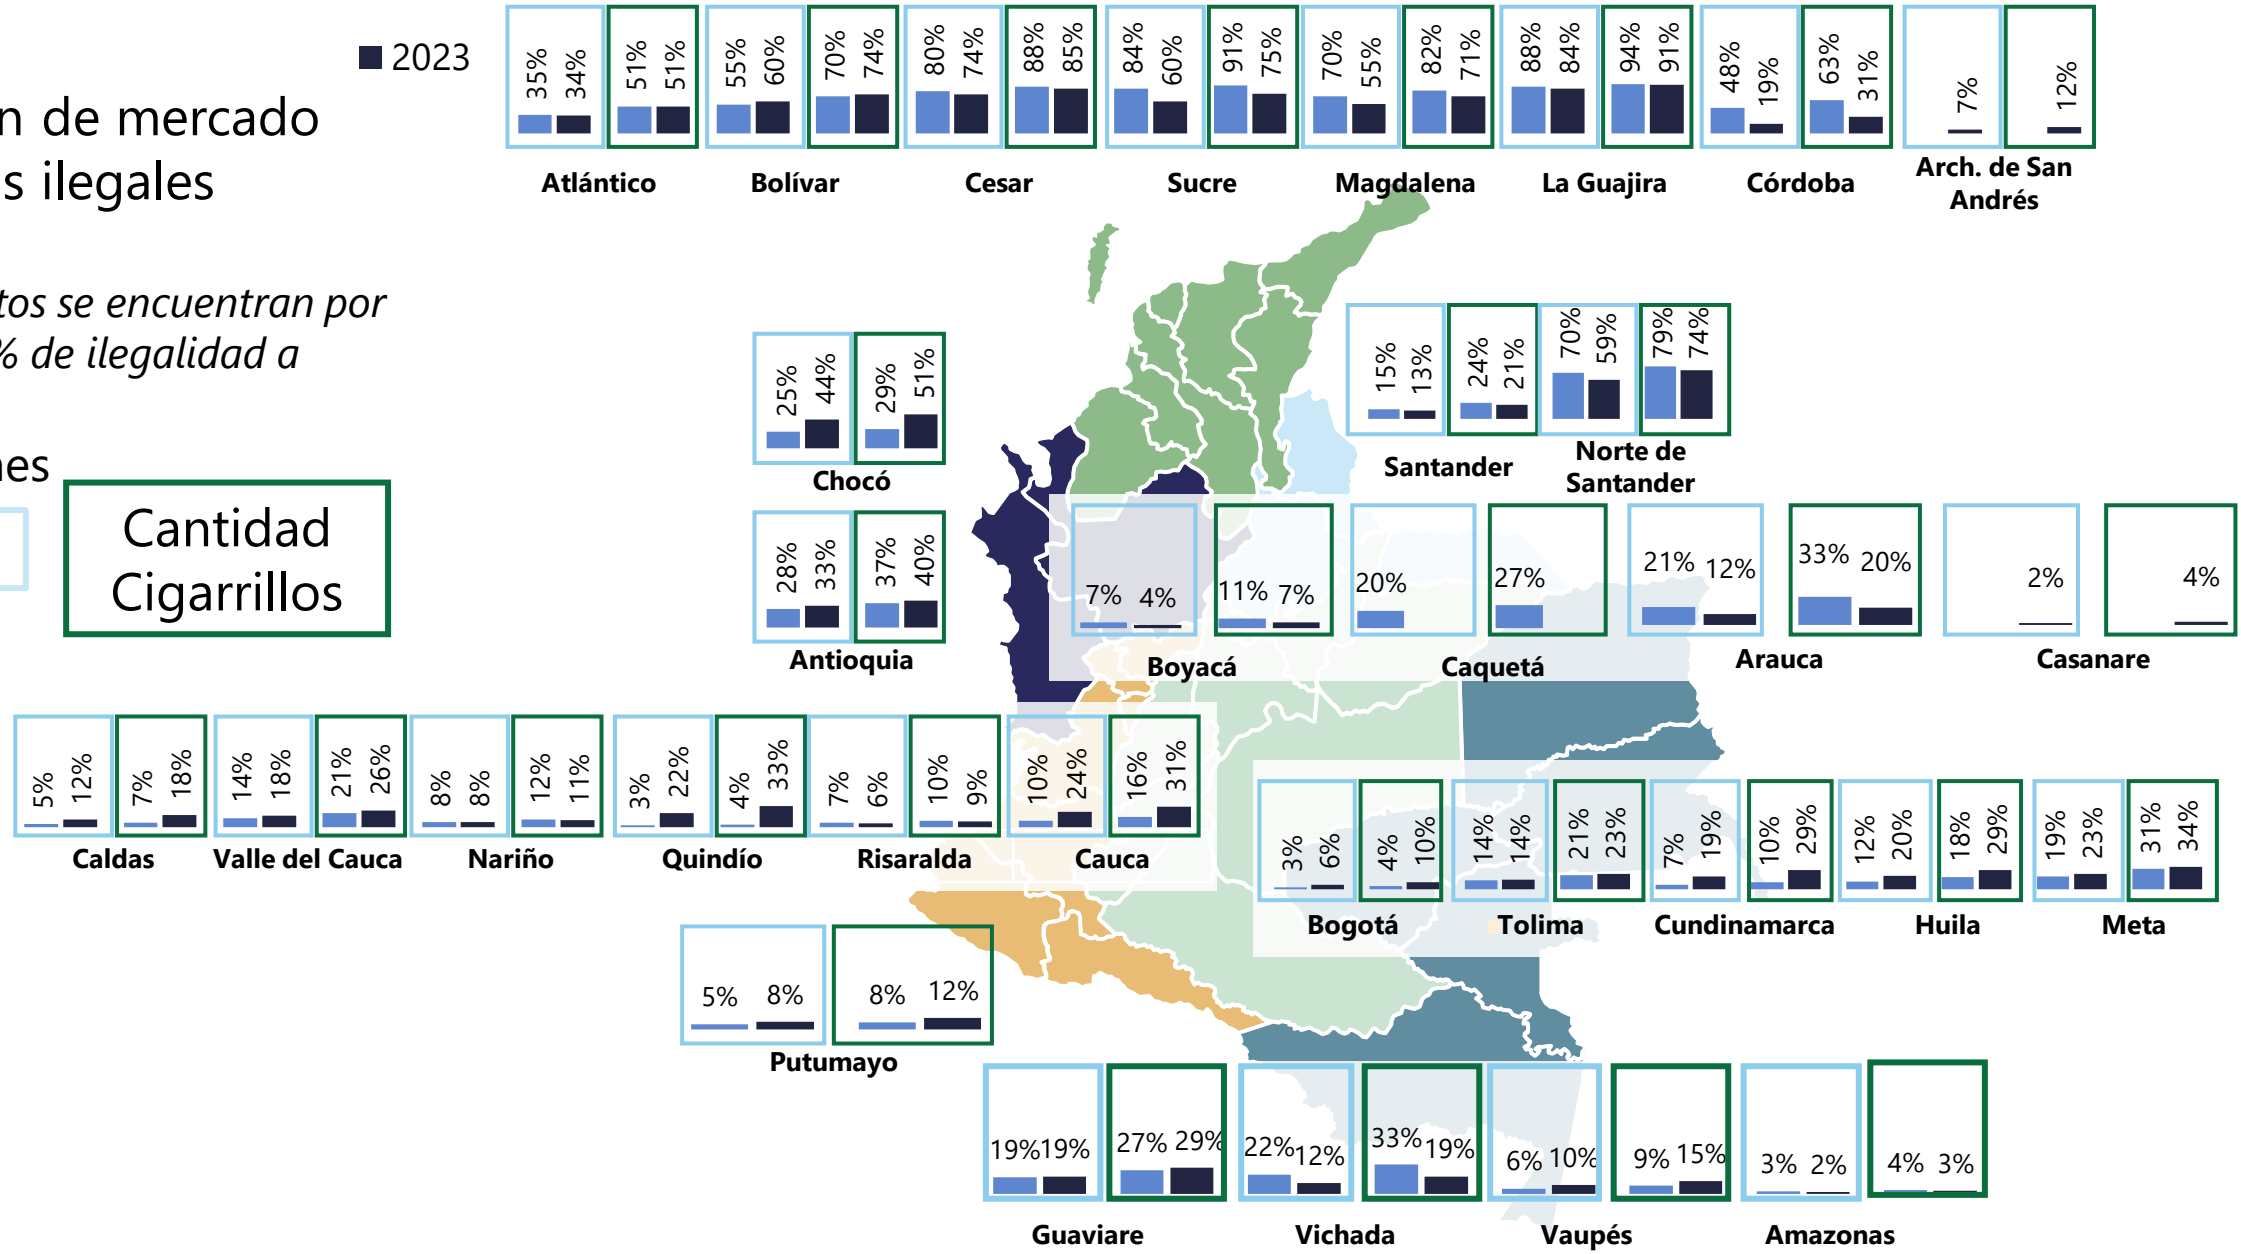 2023
n de mercado
s ilegales
tos se encuentran por
% de ilegalidad a
nes
Cantidad
Cigarrillos
35% 34% 51% 51%
Atlántico
55% 60% 70% 74%
Bolívar
80% 74% 88% 85%
Cesar
84% 60% 91% 75%
Sucre
70% 55% 82% 71%
Magdalena
88% 84% 94% 91%
La Guajira
48% 19% 63% 31%
Córdoba
7% 12%
Arch. de San
Andrés
25% 44% 29% 51%
Chocó
15% 13% 24% 21%
Santander
70% 59% 79% 74%
Norte de
Santander
28% 33% 37% 40%
Antioquia
7% 4% 11% 7%
Boyacá
20% 27%
Caquetá
21% 12% 33% 20%
Arauca
2% 4%
Casanare
5% 12% 7% 18%
Caldas
14% 18% 21% 26%
Valle del Cauca
8% 8% 12% 11%
Nariño
3% 22% 4% 33%
Quindío
7% 6% 10% 9%
Risaralda
10% 24% 16% 31%
Cauca
3% 6% 4% 10%
Bogotá
14% 14% 21% 23%
Tolima
7% 19% 10% 29%
Cundinamarca
12% 20% 18% 29%
Huila
19% 23% 31% 34%
Meta
5% 8% 8% 12%
Putumayo
19% 19% 27% 29%
Guaviare
22% 12% 33% 19%
Vichada
6% 10% 9% 15%
Vaupés
3% 2% 4% 3%
Amazonas